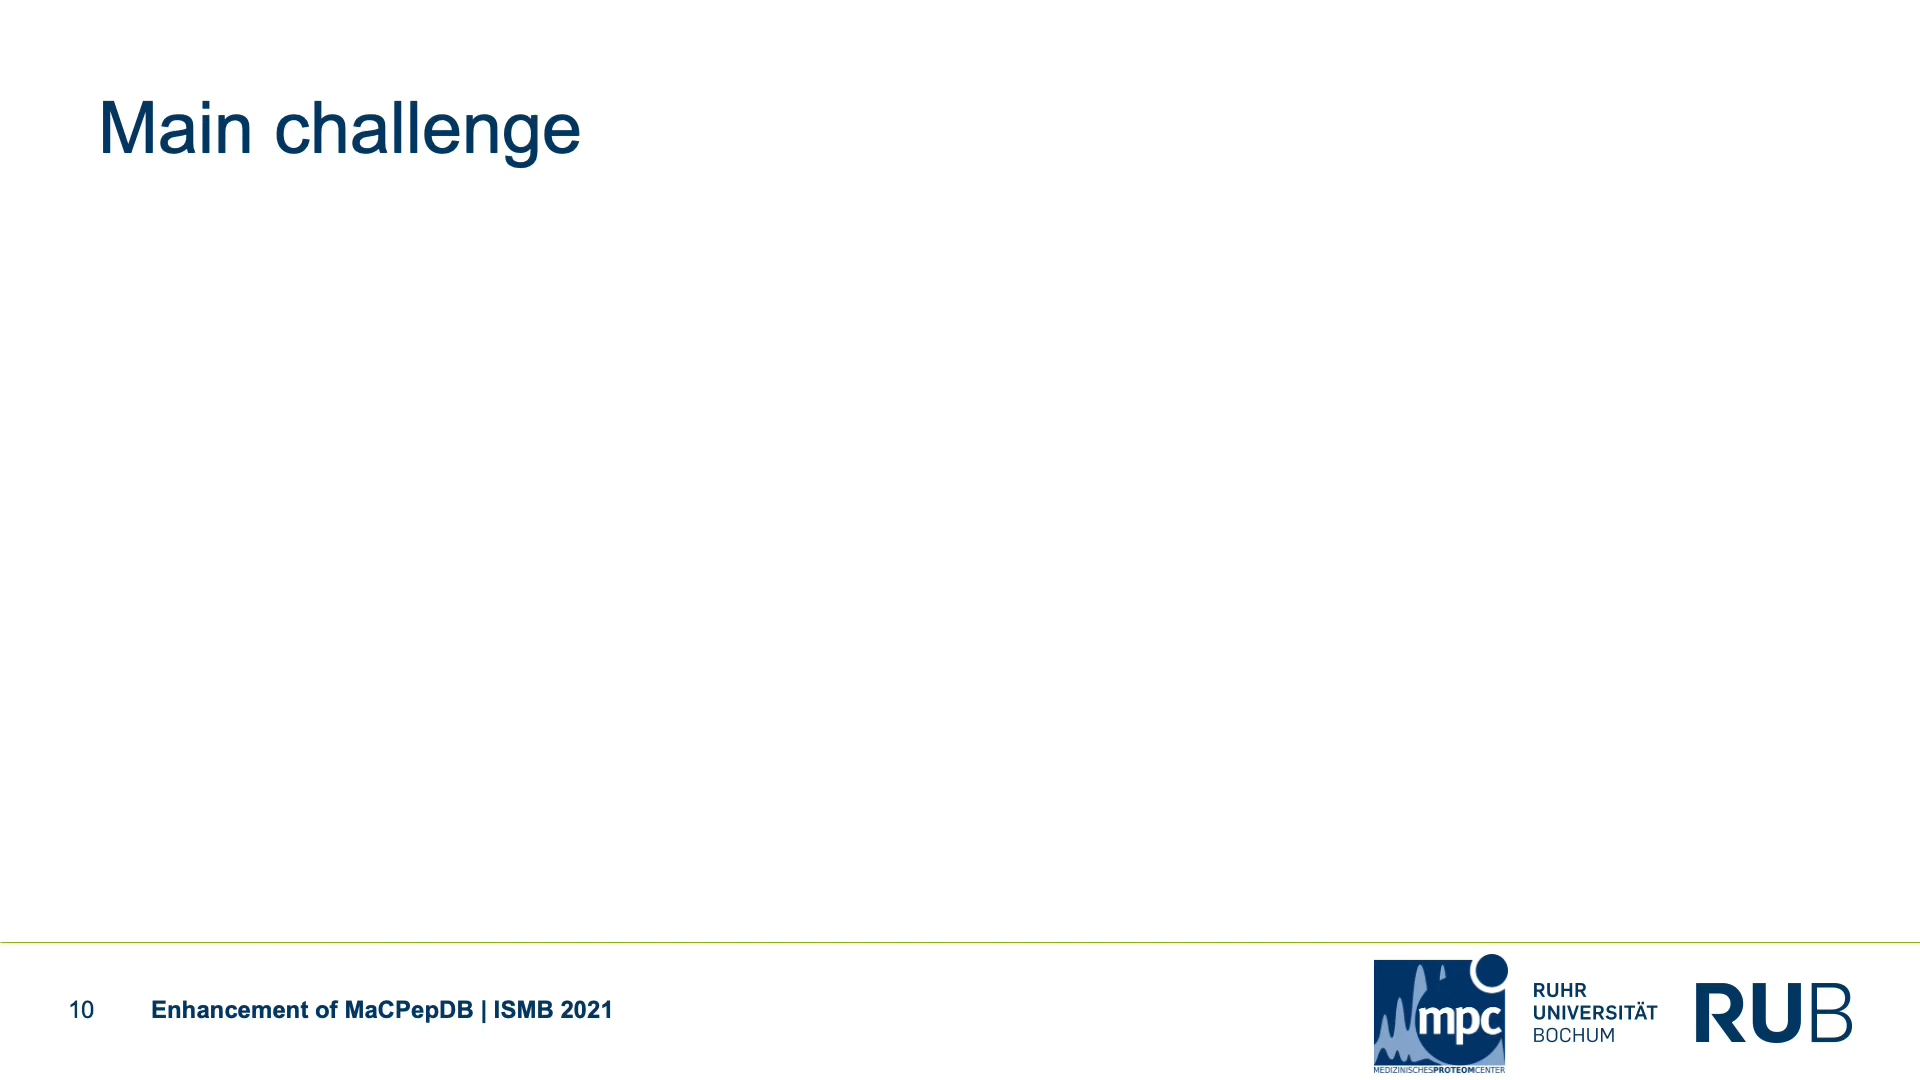 Main challenge
10 Enhancement of MaCPepDB | ISMB 2021
mpc
MEDIZINISCHESPROTEOMCENTER
RUHR
UNIVERSITÄT
BOCHUM
RUB